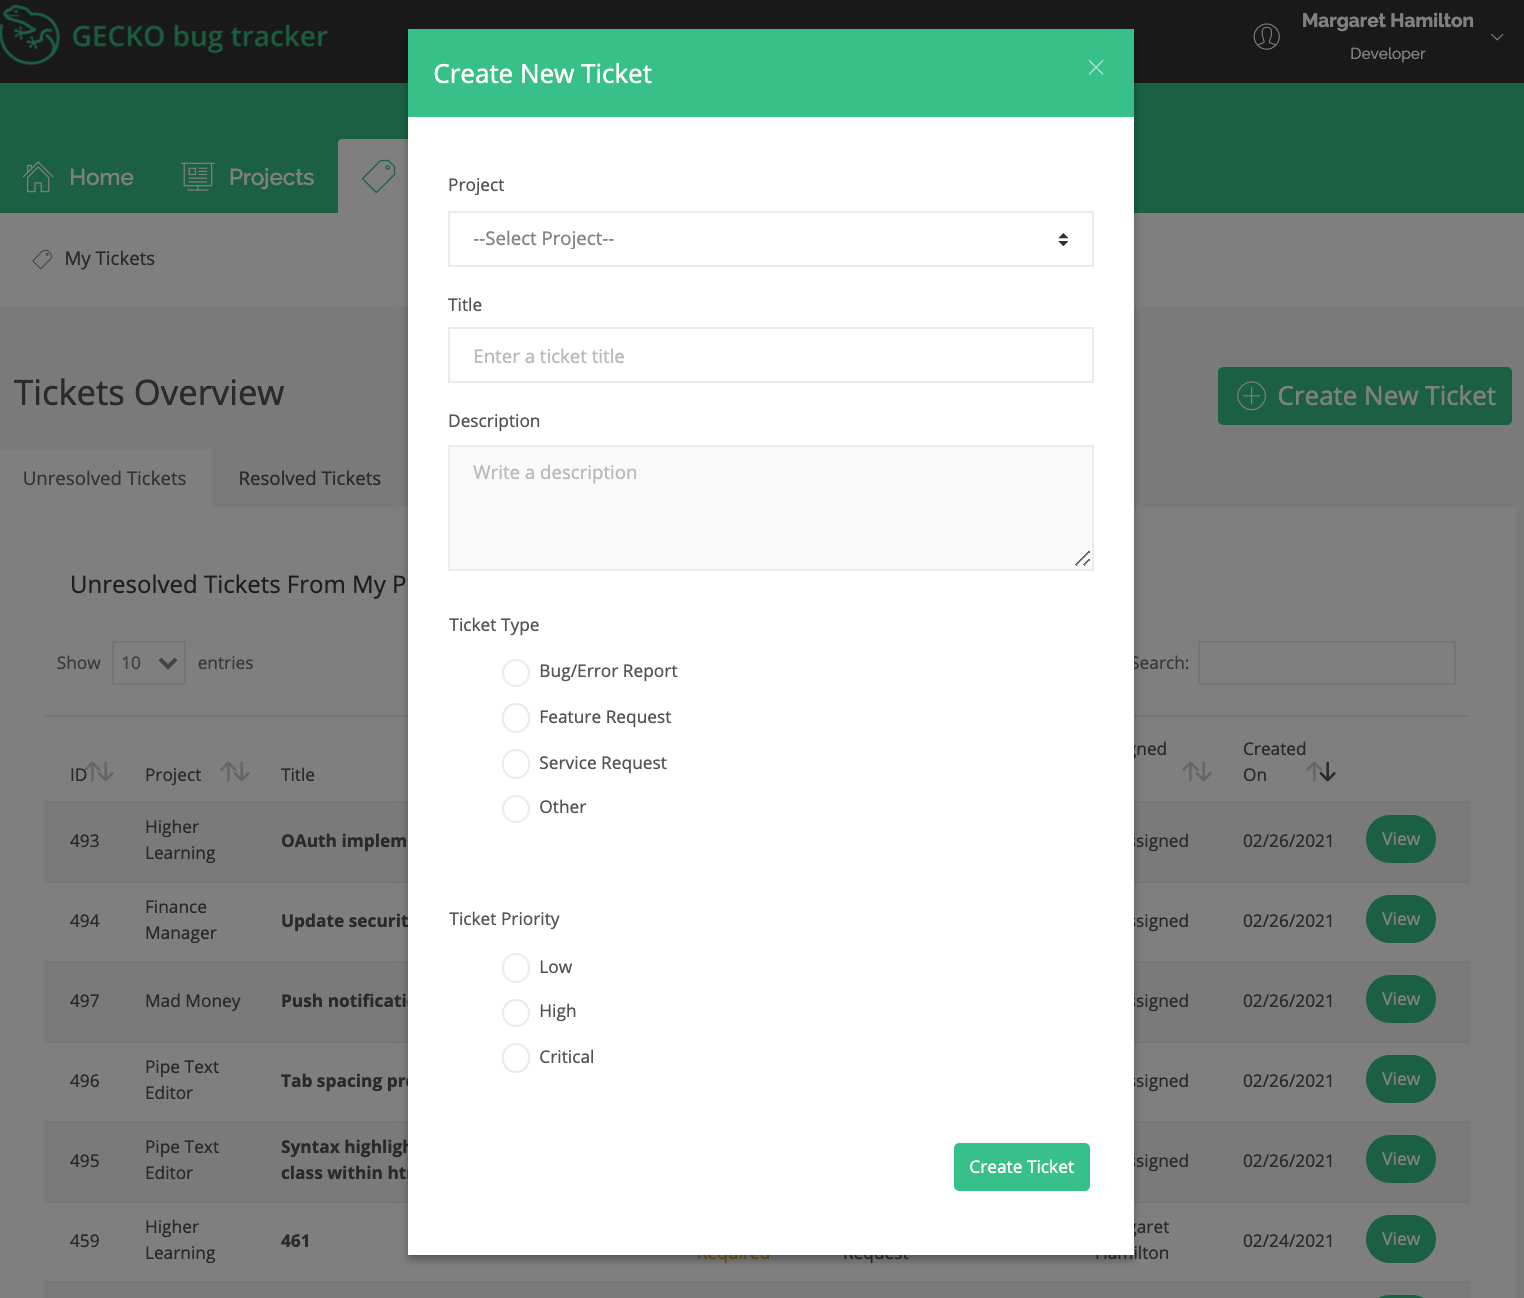 GECKO bug tracker
Margaret Hamilton
Developer
Create New Ticket
Home
Projects
My Tickets
Project
--Select Project--
Title
Enter a ticket title
Tickets Overview
Create New Ticket
Description
Write a description
Unresolved Tickets
Resolved Tickets
Unresolved Tickets From My P
Ticket Type
Bug/Error Report
Feature Request
Service Request
Other
Show 10 entries
Search:
ID Project Title
gned
Created
On
493
Higher
Learning
OAuth implem
signed
02/26/2021
View
494
Finance
Manager
Update securit
signed
02/26/2021
View
Ticket Priority
Low
High
Critical
497
Mad Money
Push notificati
signed
02/26/2021
View
496
Pipe Text
Editor
Tab spacing pr
signed
02/26/2021
View
495
Pipe Text
Editor
Syntax highligh
class within ht
signed
02/26/2021
View
Create Ticket
459
Higher
Learning
461
Required
Request
garet
Hamilton
02/24/2021
View